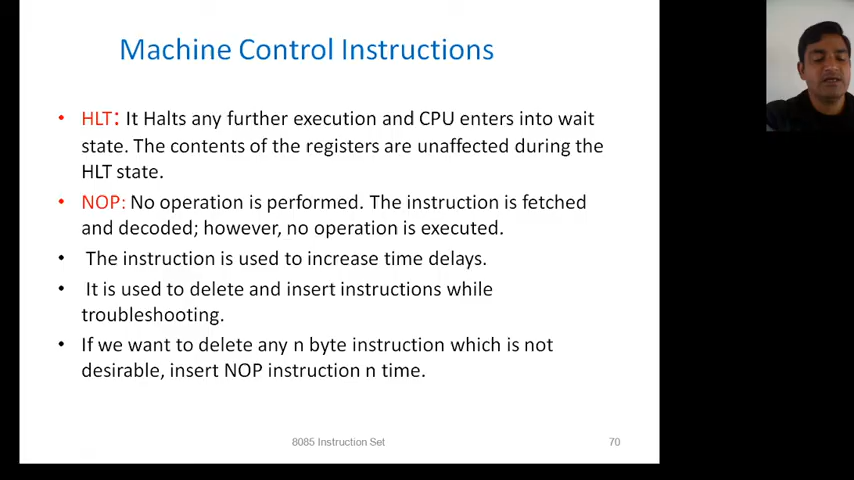 Machine Control Instructions
• HLT: It Halts any further execution and CPU enters into wait
state. The contents of the registers are unaffected during the
HLT state.
• NOP: No operation is performed. The instruction is fetched
and decoded; however, no operation is executed.
• The instruction is used to increase time delays.
• It is used to delete and insert instructions while
troubleshooting.
• If we want to delete any n byte instruction which is not
desirable, insert NOP instruction n time.
8085 Instruction Set 70